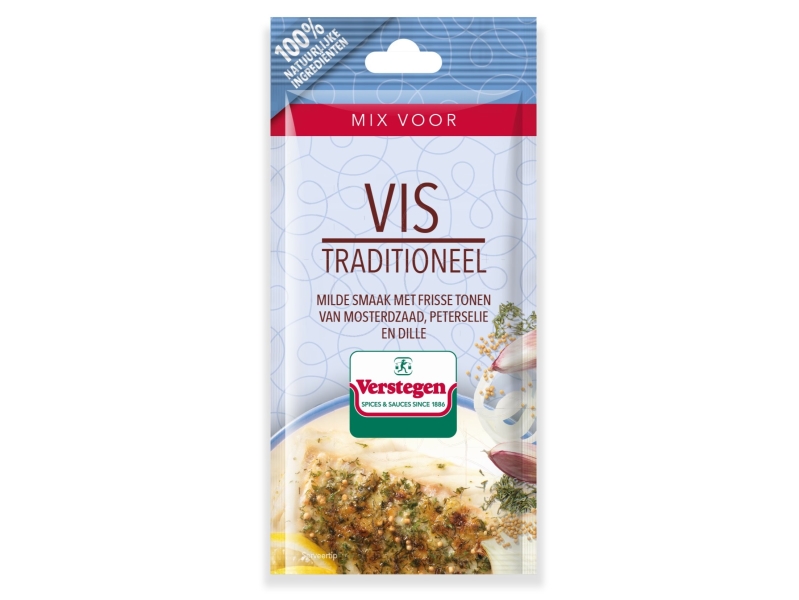 100%
NATUURLIJKE
INGREDIËNTEN
MIX VOOR
VIS
TRADITIONEEL
MILDE SMAAK MET FRISSE TONEN
VAN MOSTERDZAAD, PETERSELIE
EN DILLE
Verstegen
SPICES & SAUCES SINCE 1886
Serveertip